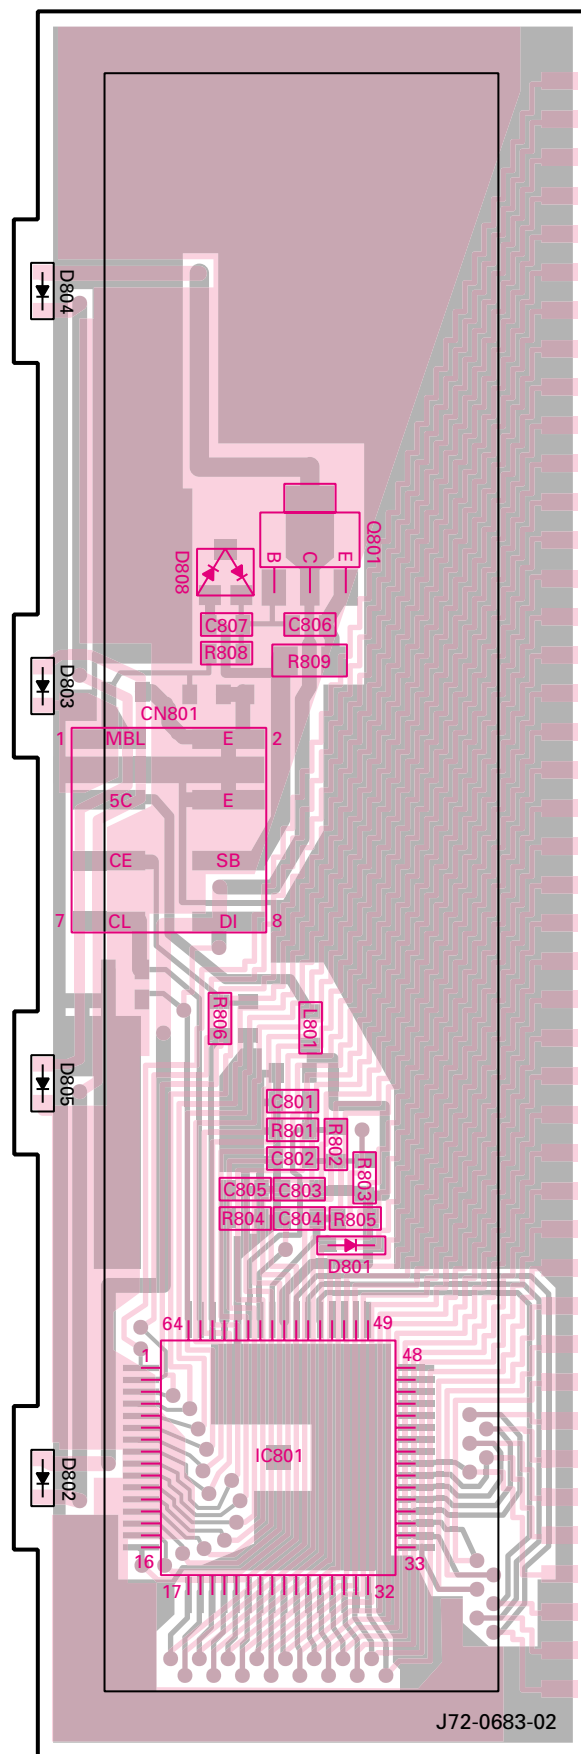 D804
Q801
B C E
D808
C807 C806
R808
R809
D803
CN801
1 MBL E 2
5C E
CE SB
7 CL DI 8
R806
L801
D805
C801
R801
R802
C802
R803
C805 C803
R804 C804 R805
D801
64 49
1 48
IC801
D802
16 33
17 32
J72-0683-02